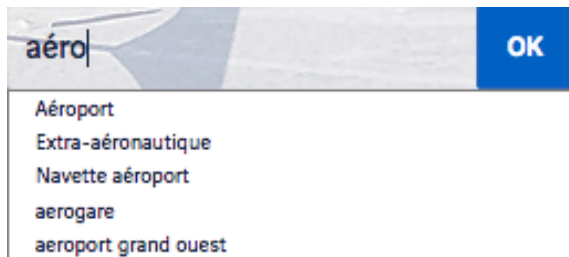 aéro OK
Aéroport
Extra-aéronautique
Navette aéroport
aerogare
aeroport grand ouest